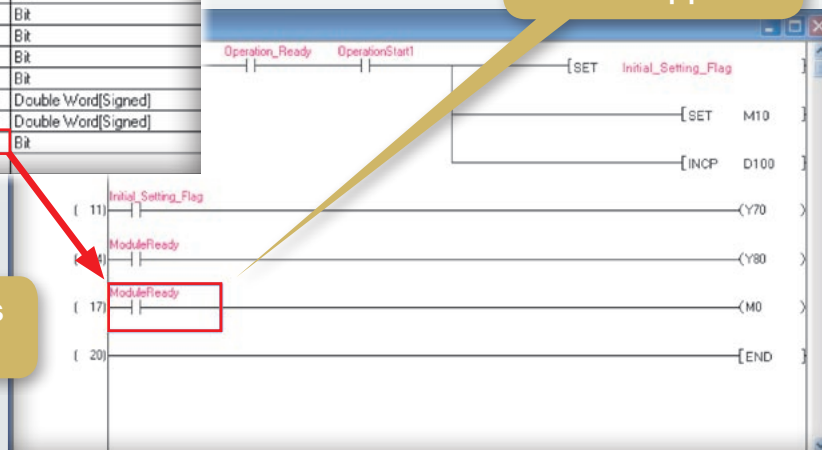 Bit
Bit
Bit
Bit
Double Word[Signed]
Double Word[Signed]
Bit
Operation_Ready OperationStart1
[SET Initial_Setting_Flag ]
[SET M10 ]
[INCP D100 ]
Initial_Setting_Flag
( 11) (Y70 )
ModuleReady
4) (Y80 )
ModuleReady
( 17) (M0 )
s
( 20) [END ]